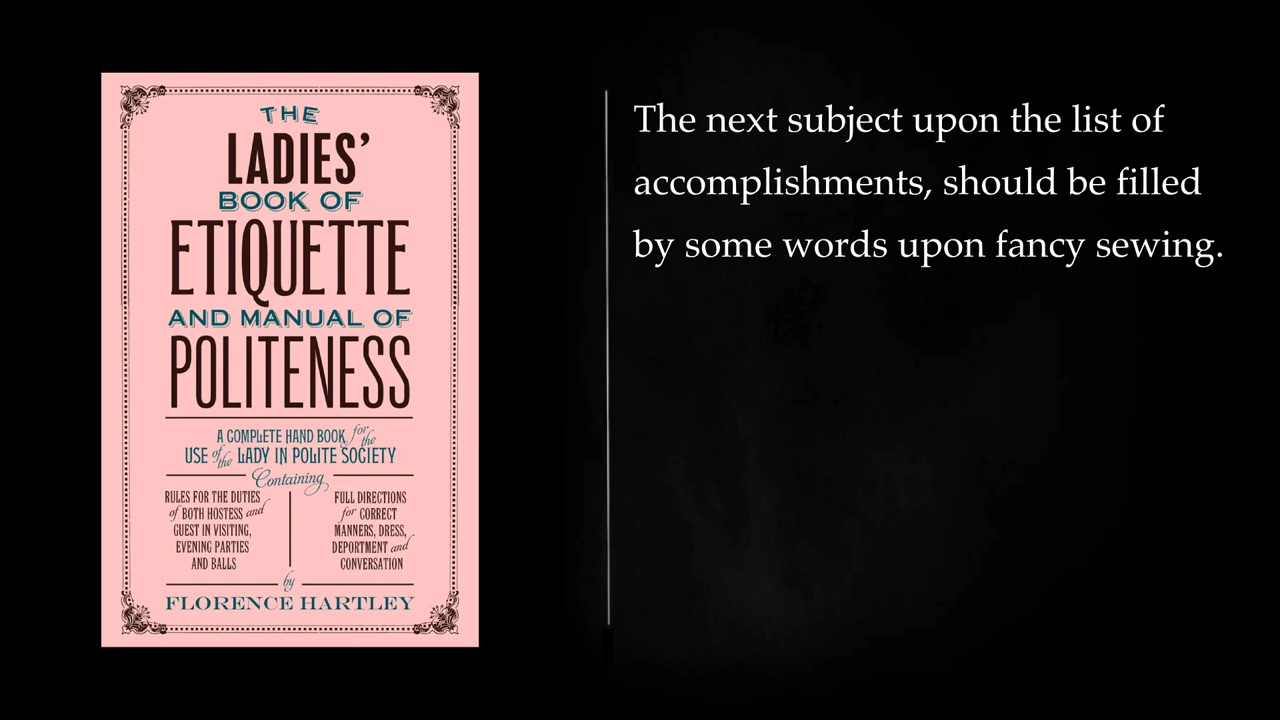 THE
LADIES'
BOOK OF
ETIQUETTE
AND MANUAL OF
POLITENESS
A COMPLETE HAND BOOK for the
USE of the LADY IN POLITE SOCIETY
Containing
RULES FOR THE DUTIES
of BOTH HOSTESS and
GUEST IN VISITING,
EVENING PARTIES
AND BALLS
FULL DIRECTIONS
for CORRECT
MANNERS, DRESS,
DEPORTMENT and
CONVERSATION
by
FLORENCE HARTLEY
The next subject upon the list of
accomplishments, should be filled
by some words upon fancy sewing.